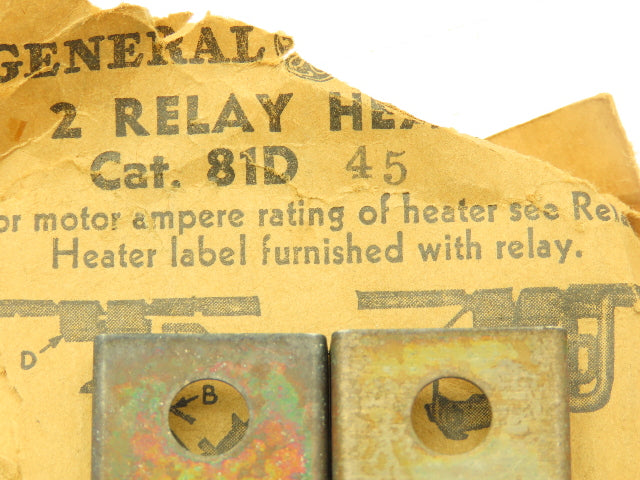 GENERAL
2 RELAY HEA
Cat. 81D 45
or motor ampere rating of heater see Re
Heater label furnished with relay.
D
B